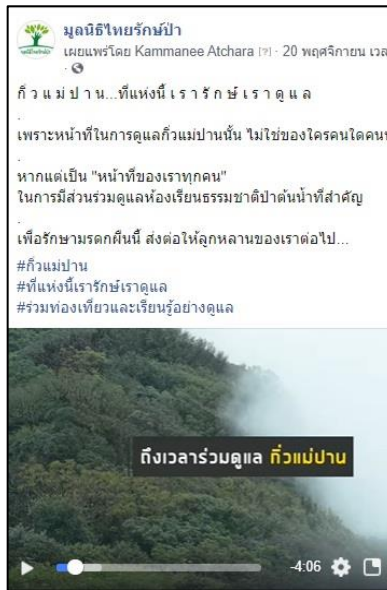 มูลนิธิไทยรักษ์ป่า
เผยแพร่โดย Kammanee Atchara [?] · 20 พฤศจิกายน เวล
·
กิ่ ว แ ม่ ป า น...ที่แห่งนี้ เ ร า รั ก ษ์ เ ร า ดู แ ล
.
เพราะหน้าที่ในการดูแลกิ่วแม่ปานนั้น ไม่ใช่ของใครคนใดคน
.
หากแต่เป็น "หน้าที่ของเราทุกคน"
ในการมีส่วนร่วมดูแลห้องเรียนธรรมชาติป่าต้นน้ำที่สำคัญ
.
เพื่อรักษามรดกผืนนี้ ส่งต่อให้ลูกหลานของเราต่อไป...
#กิ่วแม่ปาน
#ที่แห่งนี้เรารักษ์เราดูแล
#ร่วมท่องเที่ยวและเรียนรู้อย่างดูแล
ถึงเวลาร่วมดูแล กิ่วแม่ปาน
-4:06